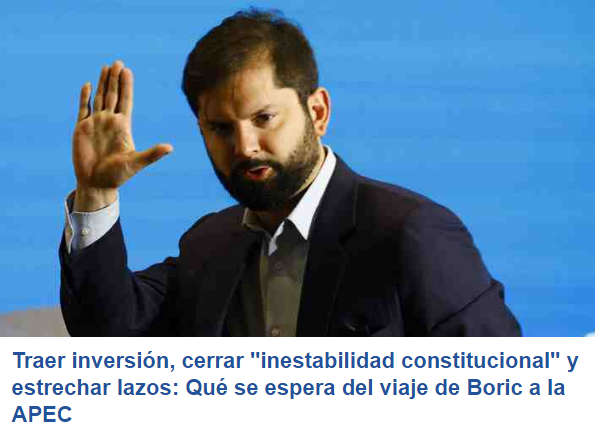 Traer inversión, cerrar "inestabilidad constitucional" y
estrechar lazos: Qué se espera del viaje de Boric a la
APEC